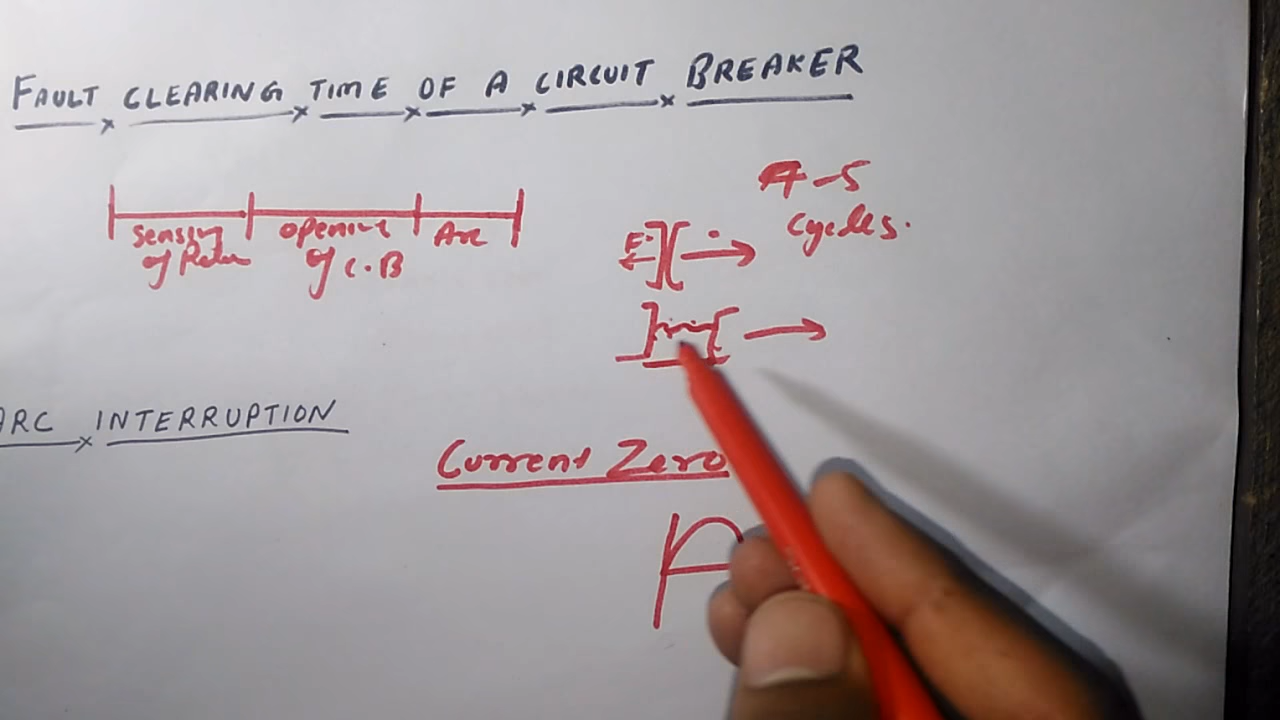 FAULT CLEARING TIME OF A CIRCUIT BREAKER
4-5
cycles.
sensing
of Relay
opening
of C.B
Arc
E
ARC INTERRUPTION
Current Zero